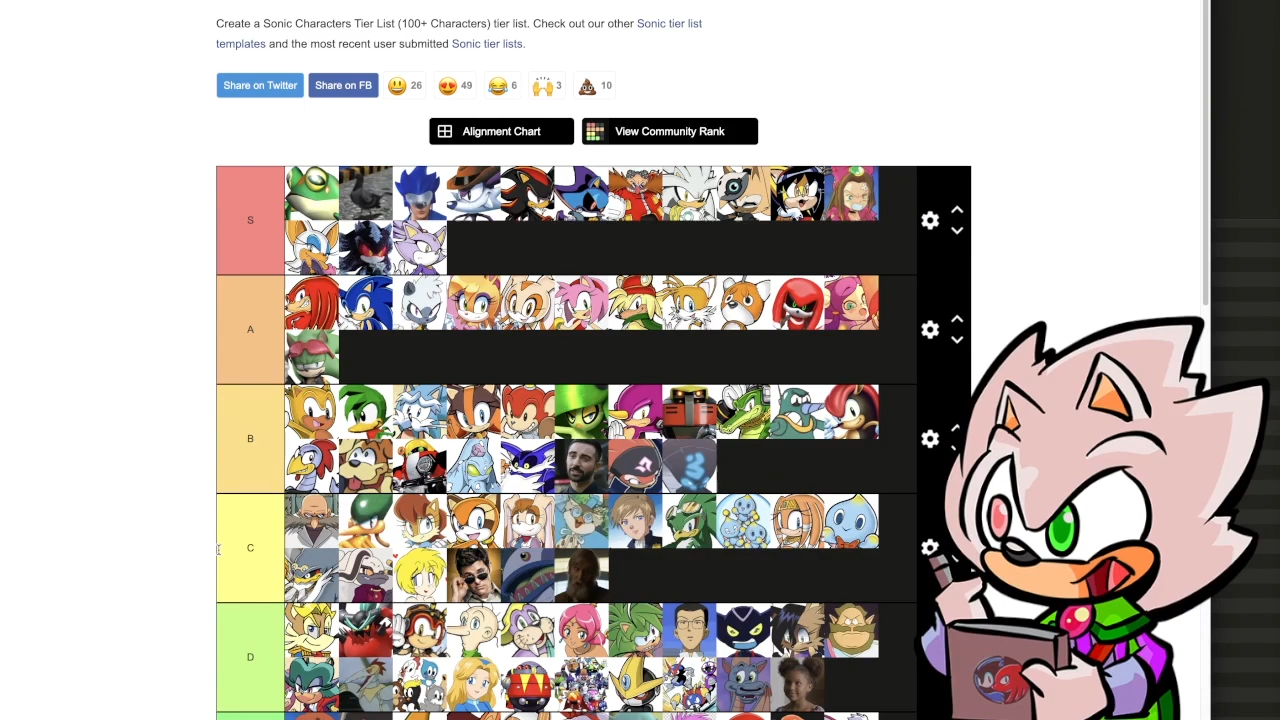 Create a Sonic Characters Tier List (100+ Characters) tier list. Check out our other Sonic tier list
templates and the most recent user submitted Sonic tier lists.
Share on Twitter Share on FB 26 49 6 3 10
Alignment Chart View Community Rank
S
A
B
C
D